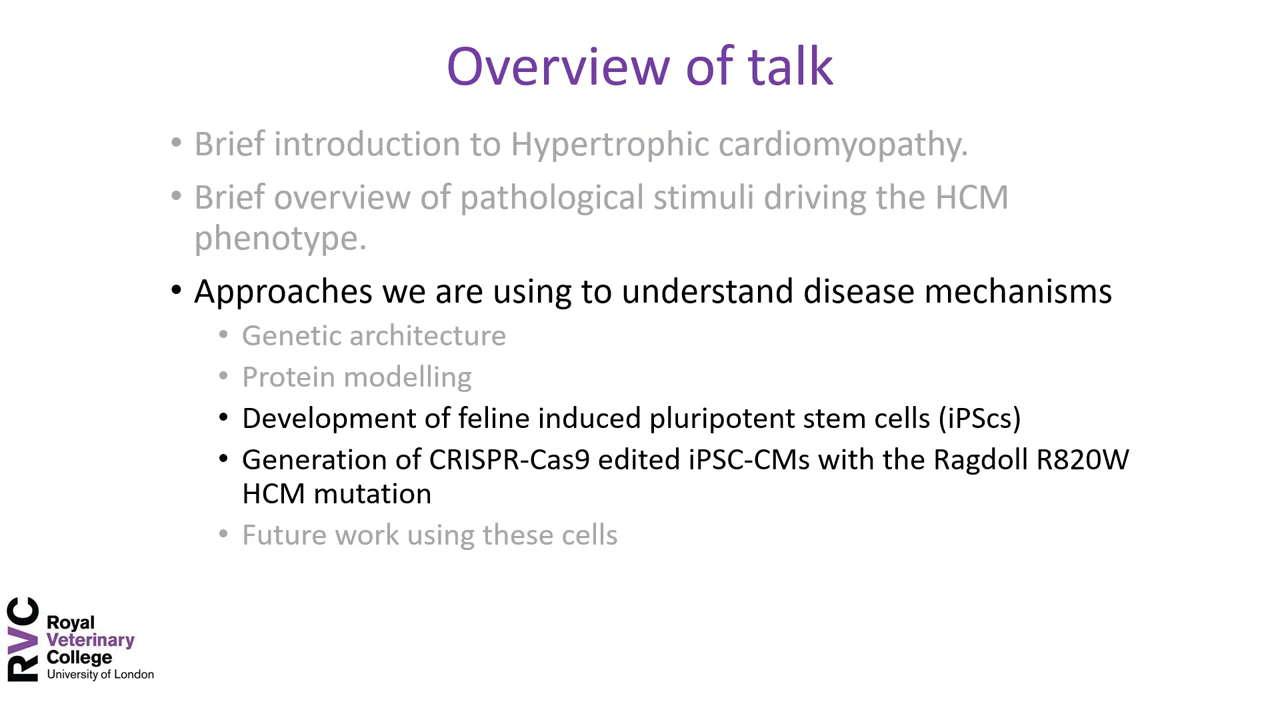 Overview of talk
• Brief introduction to Hypertrophic cardiomyopathy.
• Brief overview of pathological stimuli driving the HCM
phenotype.
• Approaches we are using to understand disease mechanisms
• Genetic architecture
• Protein modelling
• Development of feline induced pluripotent stem cells (iPScs)
• Generation of CRISPR-Cas9 edited iPSC-CMs with the Ragdoll R820W
HCM mutation
• Future work using these cells
RVC
Royal
Veterinary
College
University of London